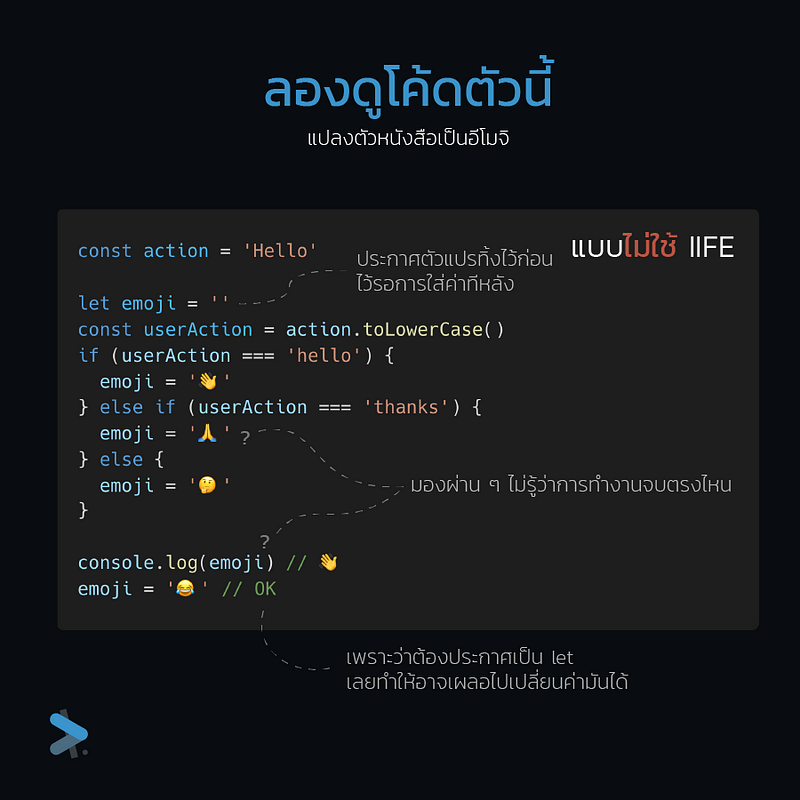 ลองดูโค้ดตัวนี้
แปลงตัวหนังสือเป็นอีโมจิ
แบบไม่ใช้ IIFE
const action = 'Hello'
ประกาศตัวแปรทิ้งไว้ก่อน
ไว้รอการใส่ค่าทีหลัง
let emoji = ''
const userAction = action.toLowerCase()
if (userAction === 'hello') {
  emoji = '👋'
} else if (userAction === 'thanks') {
  emoji = '🙏' ?
} else {
  emoji = '🤔'
มองผ่าน ๆ ไม่รู้ว่าการทำงานจบตรงไหน
}
?
console.log(emoji) // 👋
emoji = '😂' // OK
เพราะว่าต้องประกาศเป็น let
เลยทำให้อาจเผลอไปเปลี่ยนค่ามันได้